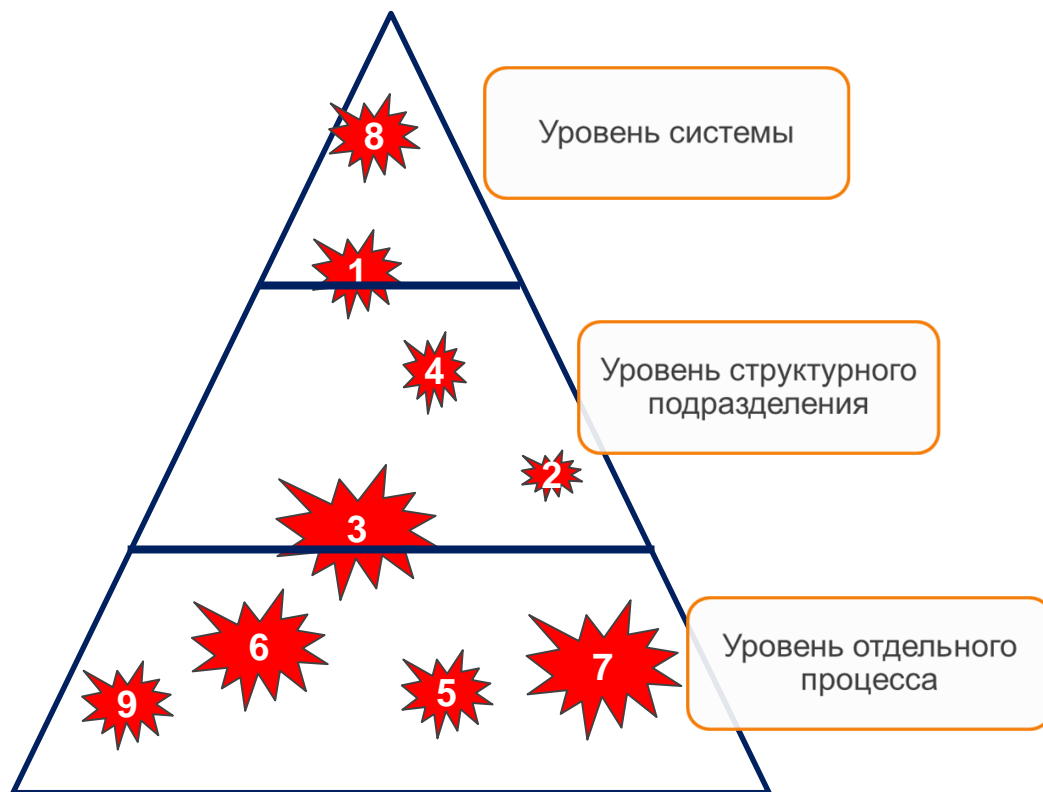 8
Уровень системы
1
4
Уровень структурного
подразделения
2
3
6
7
Уровень отдельного
процесса
5
9